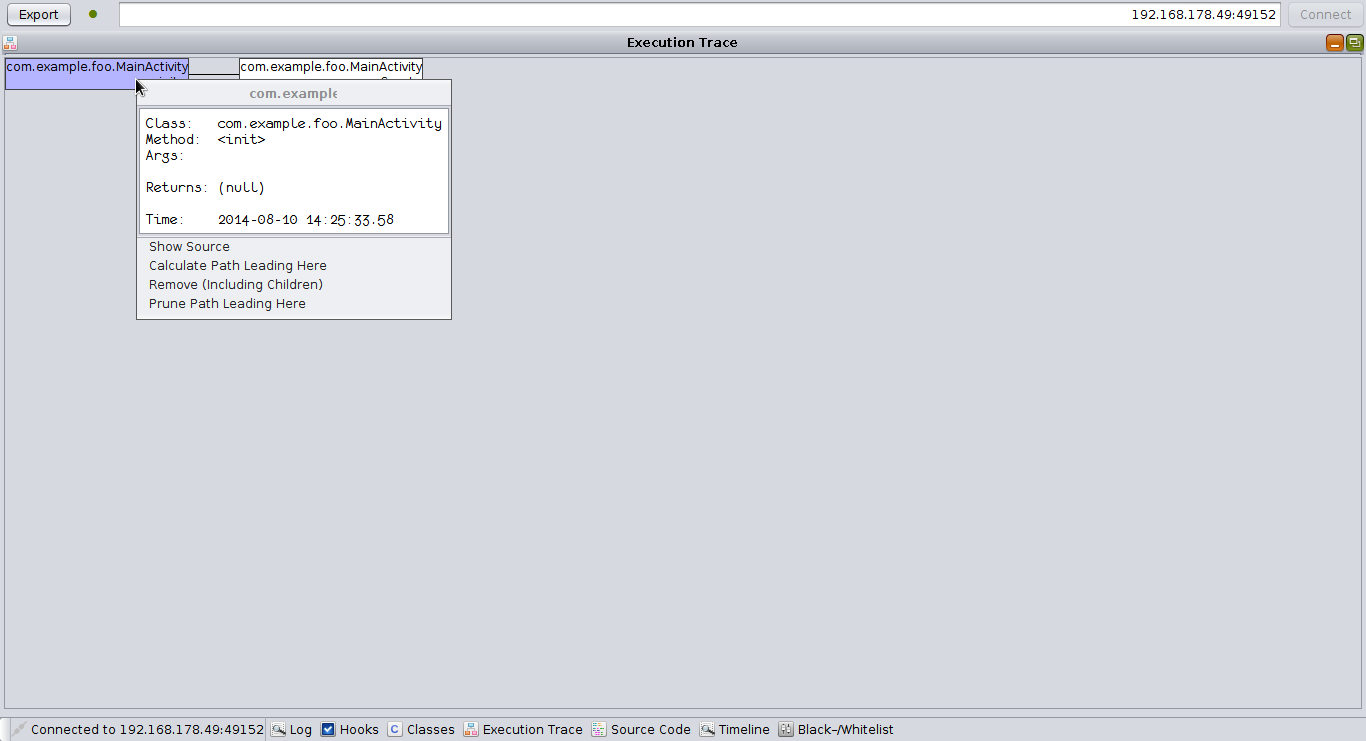 Export 192.168.178.49:49152 Connect
Execution Trace
com.example.foo.MainActivity com.example.foo.MainActivity
com.example
Class: com.example.foo.MainActivity
Method: <init>
Args:
Returns: (null)
Time: 2014-08-10 14:25:33.58
Show Source
Calculate Path Leading Here
Remove (Including Children)
Prune Path Leading Here
Connected to 192.168.178.49:49152 Log Hooks C Classes Execution Trace Source Code Timeline Black-/Whitelist